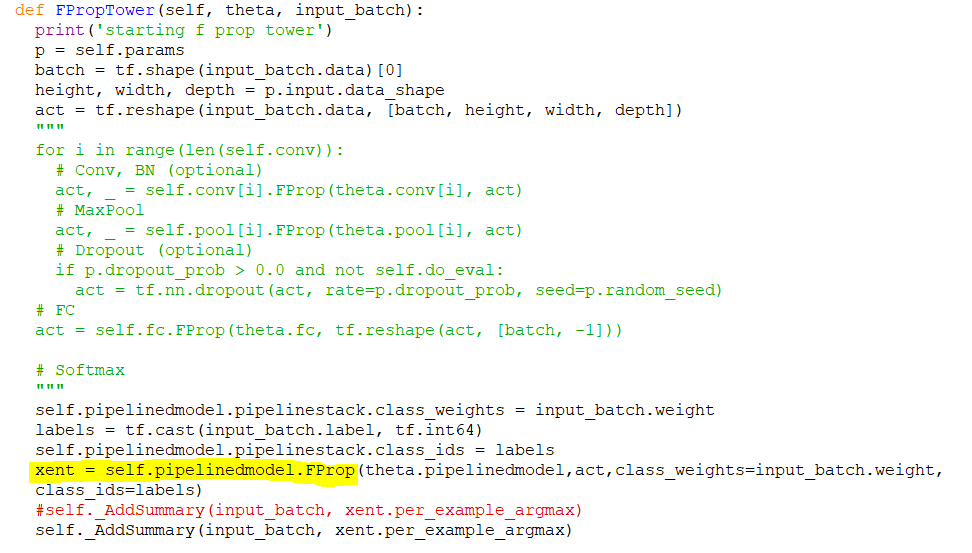 def FPropTower(self, theta, input_batch):
  print('starting f prop tower')
  p = self.params
  batch = tf.shape(input_batch.data)[0]
  height, width, depth = p.input.data_shape
  act = tf.reshape(input_batch.data, [batch, height, width, depth])
  """
  for i in range(len(self.conv)):
    # Conv, BN (optional)
    act, _ = self.conv[i].FProp(theta.conv[i], act)
    # MaxPool
    act, _ = self.pool[i].FProp(theta.pool[i], act)
    # Dropout (optional)
    if p.dropout_prob > 0.0 and not self.do_eval:
      act = tf.nn.dropout(act, rate=p.dropout_prob, seed=p.random_seed)
  # FC
  act = self.fc.FProp(theta.fc, tf.reshape(act, [batch, -1]))

  # Softmax
  """
  self.pipelinedmodel.pipelinestack.class_weights = input_batch.weight
  labels = tf.cast(input_batch.label, tf.int64)
  self.pipelinedmodel.pipelinestack.class_ids = labels
  xent = self.pipelinedmodel.FProp(theta.pipelinedmodel,act,class_weights=input_batch.weight,
  class_ids=labels)
  #self._AddSummary(input_batch, xent.per_example_argmax)
  self._AddSummary(input_batch, xent.per_example_argmax)